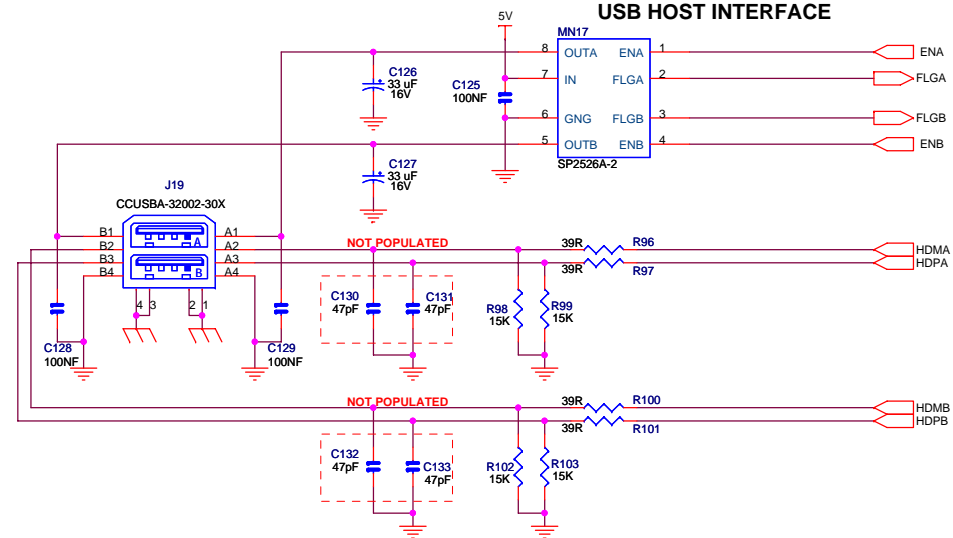 USB HOST INTERFACE
5V
MN17
8 OUTA ENA 1 ENA
7 IN FLGA 2 FLGA
6 GNG FLGB 3 FLGB
5 OUTB ENB 4 ENB
SP2526A-2
C126
33 uF
16V
C125
100NF
C127
33 uF
16V
J19
CCUSBA-32002-30X
B1 A1
B2 A A2
B3 A3
B4 B A4
4 3 2 1
C128
100NF
C129
100NF
NOT POPULATED
39R R96 HDMA
39R R97 HDPA
C130
47pF
C131
47pF
R98
15K
R99
15K
NOT POPULATED
39R R100 HDMB
39R R101 HDPB
C132
47pF
C133
47pF
R102
15K
R103
15K